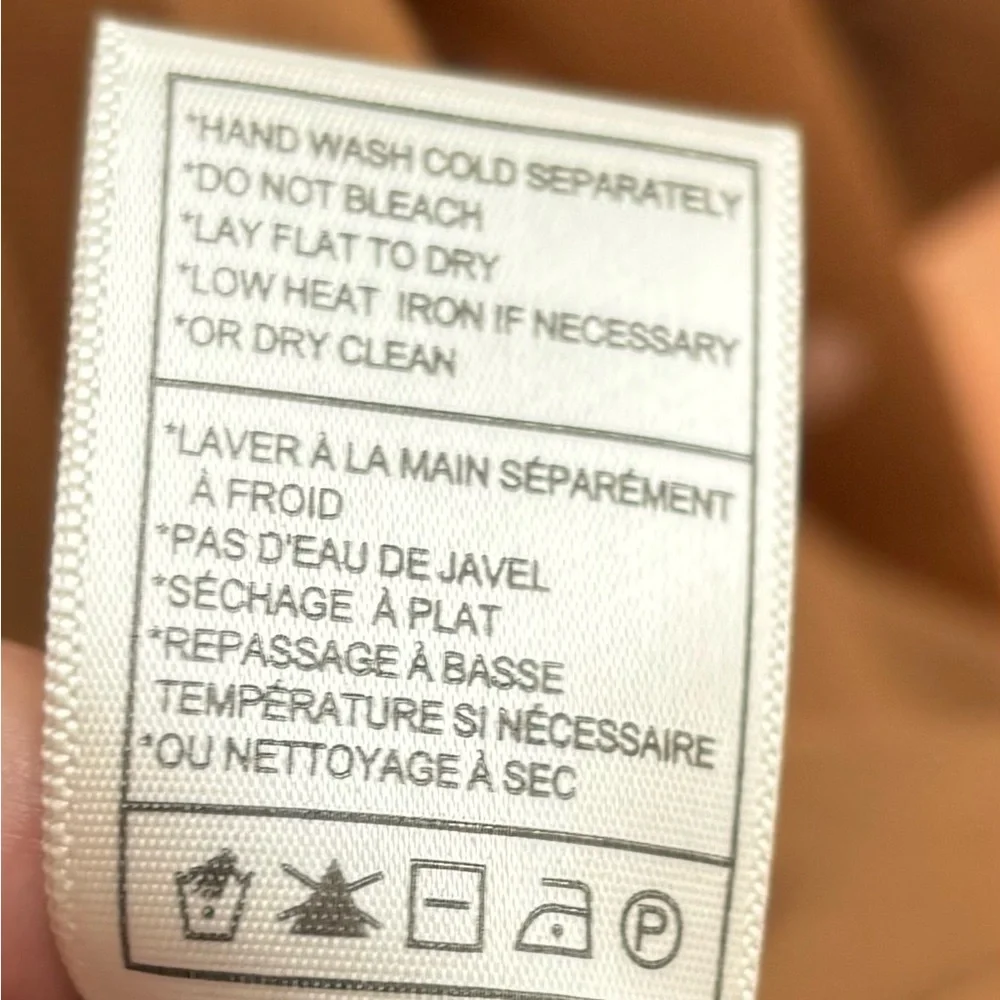 *HAND WASH COLD SEPARATELY
*DO NOT BLEACH
*LAY FLAT TO DRY
*LOW HEAT IRON IF NECESSARY
*OR DRY CLEAN
*LAVER À LA MAIN SÉPARÉMENT
À FROID
*PAS D'EAU DE JAVEL
*SÉCHAGE À PLAT
*REPASSAGE À BASSE
TEMPÉRATURE SI NÉCESSAIRE
*OU NETTOYAGE À SEC
P